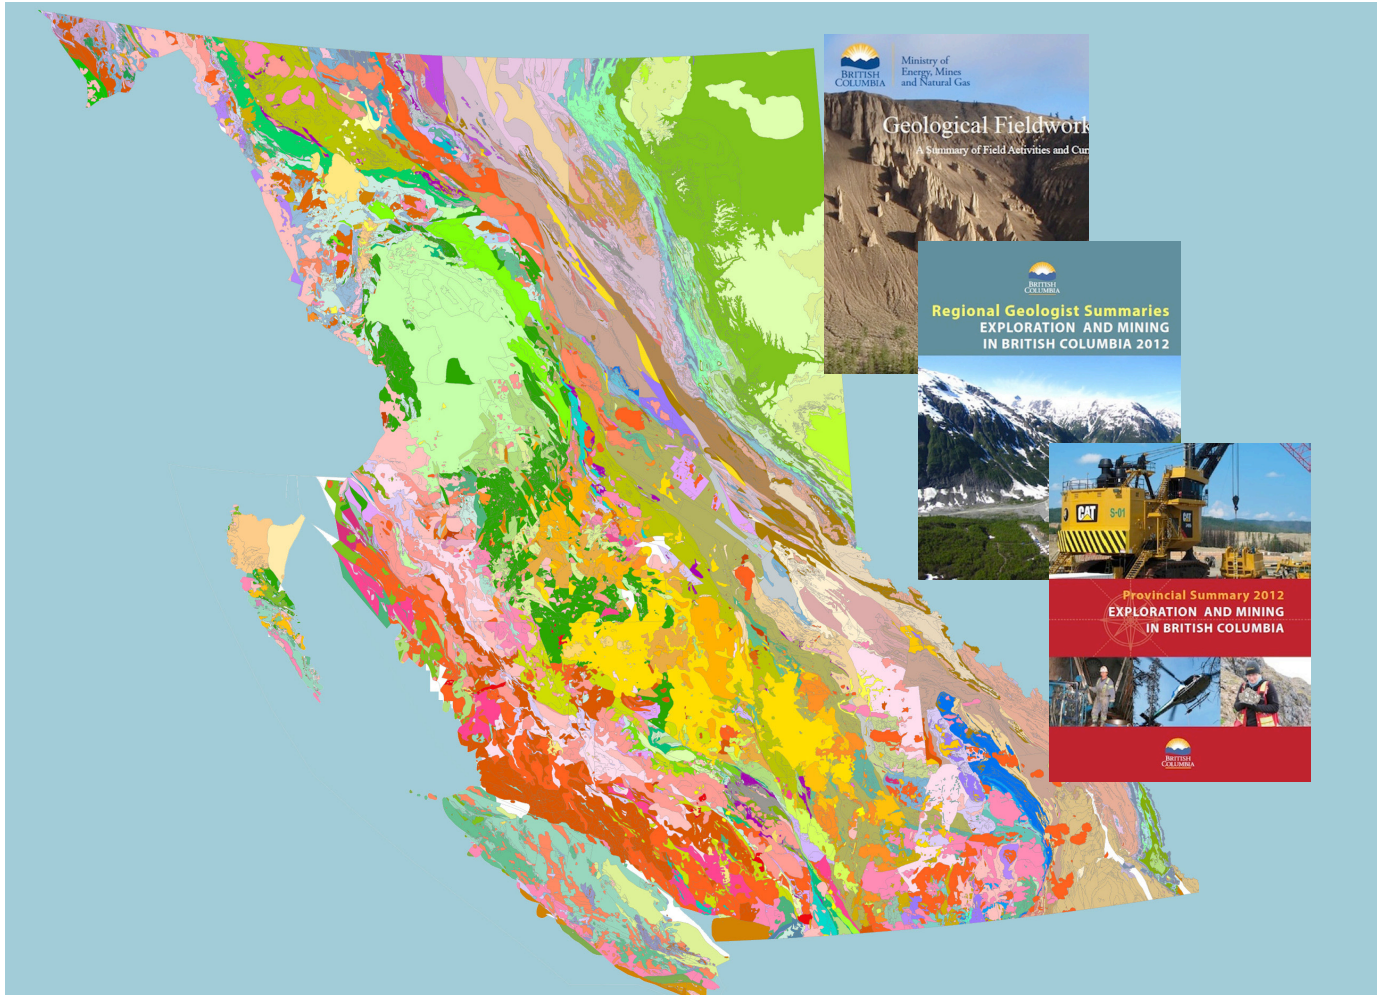 BRITISH
COLUMBIA
Ministry of
Energy, Mines
and Natural Gas
Geological Fieldwork
A Summary of Field Activities and Cur
BRITISH
COLUMBIA
Regional Geologist Summaries
EXPLORATION AND MINING
IN BRITISH COLUMBIA 2012
CAT
S-01
CAT
Provincial Summary 2012
EXPLORATION AND MINING
IN BRITISH COLUMBIA
BRITISH
COLUMBIA